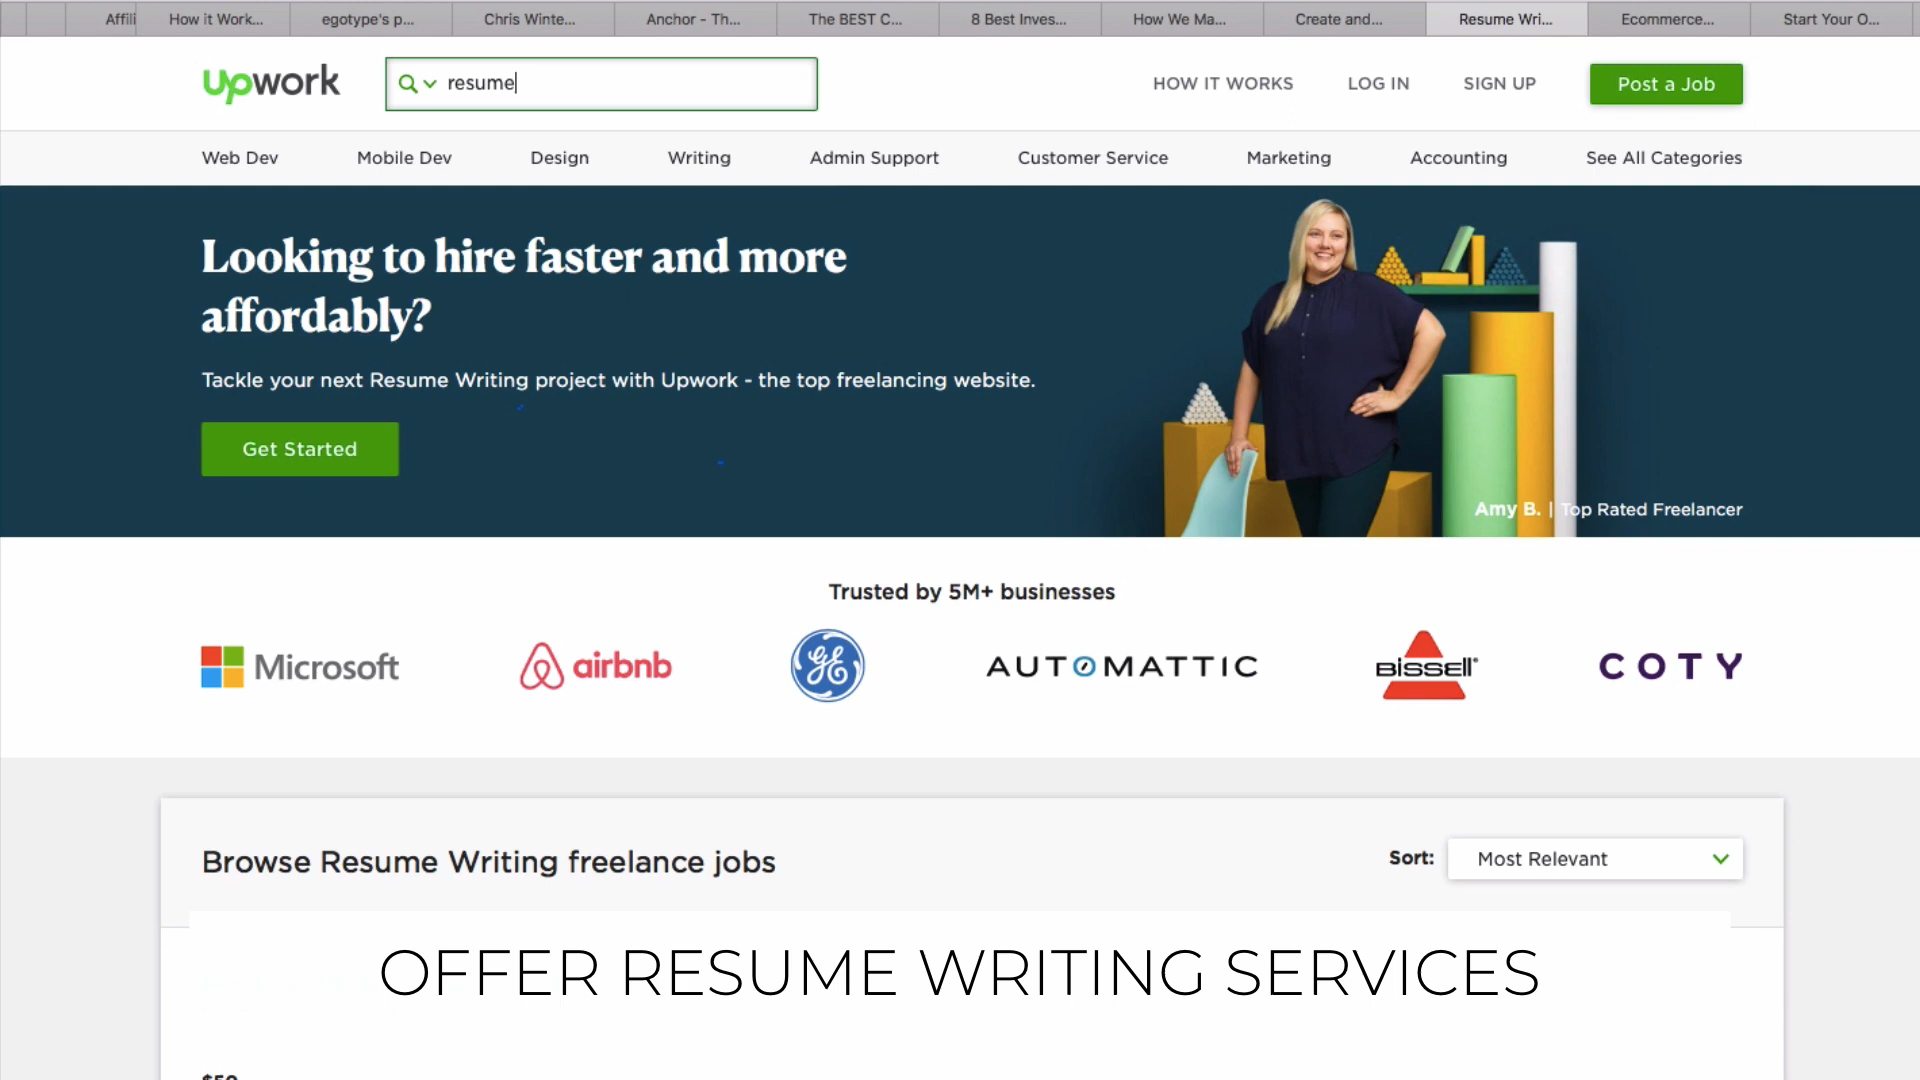 Affili
How it Work...
egotype's p...
Chris Winte...
Anchor - Th...
The BEST C...
8 Best Inves...
How We Ma...
Create and...
Resume Wri...
Ecommerce...
Start Your O...
upwork
resume
HOW IT WORKS
LOG IN
SIGN UP
Post a Job
Web Dev
Mobile Dev
Design
Writing
Admin Support
Customer Service
Marketing
Accounting
See All Categories
Looking to hire faster and more
affordably?
Tackle your next Resume Writing project with Upwork - the top freelancing website.
Get Started
Amy B. | Top Rated Freelancer
Trusted by 5M+ businesses
Microsoft
airbnb
GE
AUTOMATTIC
BISSELL
COTY
Browse Resume Writing freelance jobs
Sort:
Most Relevant
OFFER RESUME WRITING SERVICES
$50